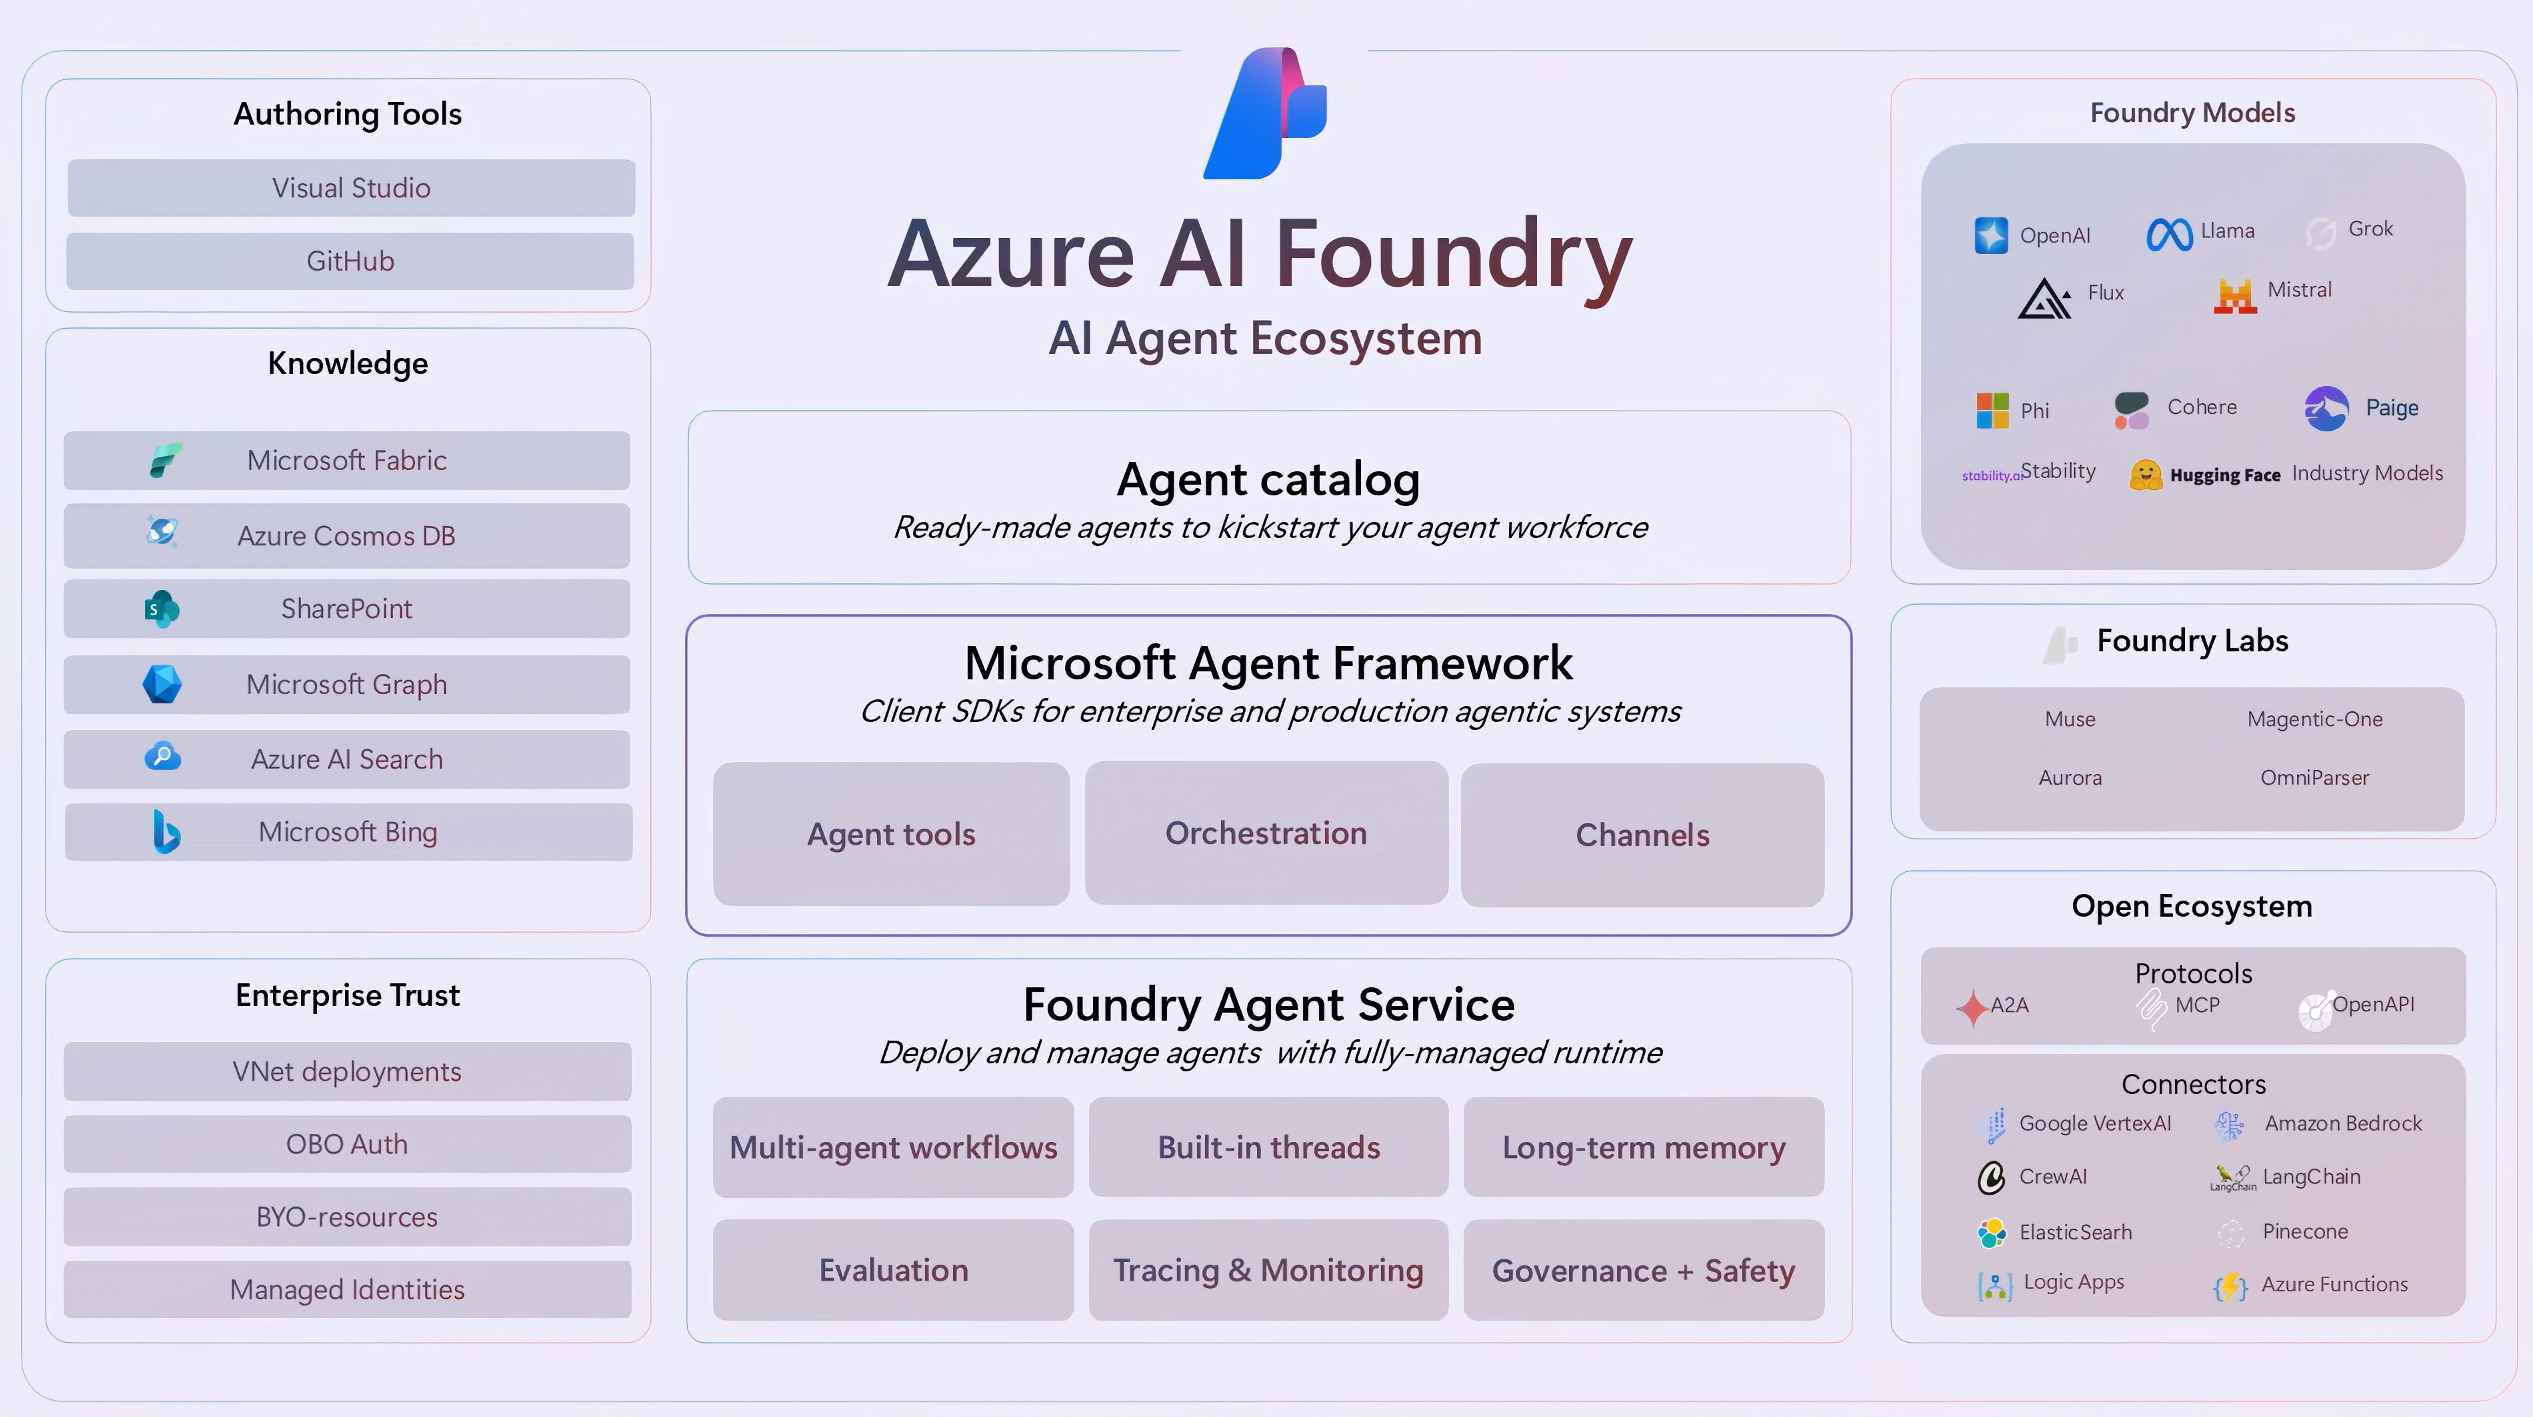 Azure AI Foundry
AI Agent Ecosystem
Authoring Tools
Visual Studio
GitHub
Knowledge
Microsoft Fabric
Azure Cosmos DB
S
SharePoint
Microsoft Graph
Azure AI Search
Microsoft Bing
Enterprise Trust
VNet deployments
OBO Auth
BYO-resources
Managed Identities
Agent catalog
Ready-made agents to kickstart your agent workforce
Microsoft Agent Framework
Client SDKs for enterprise and production agentic systems
Agent tools
Orchestration
Channels
Foundry Agent Service
Deploy and manage agents with fully-managed runtime
Multi-agent workflows
Built-in threads
Long-term memory
Evaluation
Tracing & Monitoring
Governance + Safety
Foundry Models
OpenAI
Llama
Grok
Flux
Mistral
Phi
Cohere
Paige
stability.ai
Stability
Hugging Face
Industry Models
Foundry Labs
Muse
Magentic-One
Aurora
OmniParser
Open Ecosystem
Protocols
A2A
MCP
OpenAPI
Connectors
Google VertexAI
Amazon Bedrock
CrewAI
LangChain
LangChain
ElasticSearh
Pinecone
Logic Apps
Azure Functions